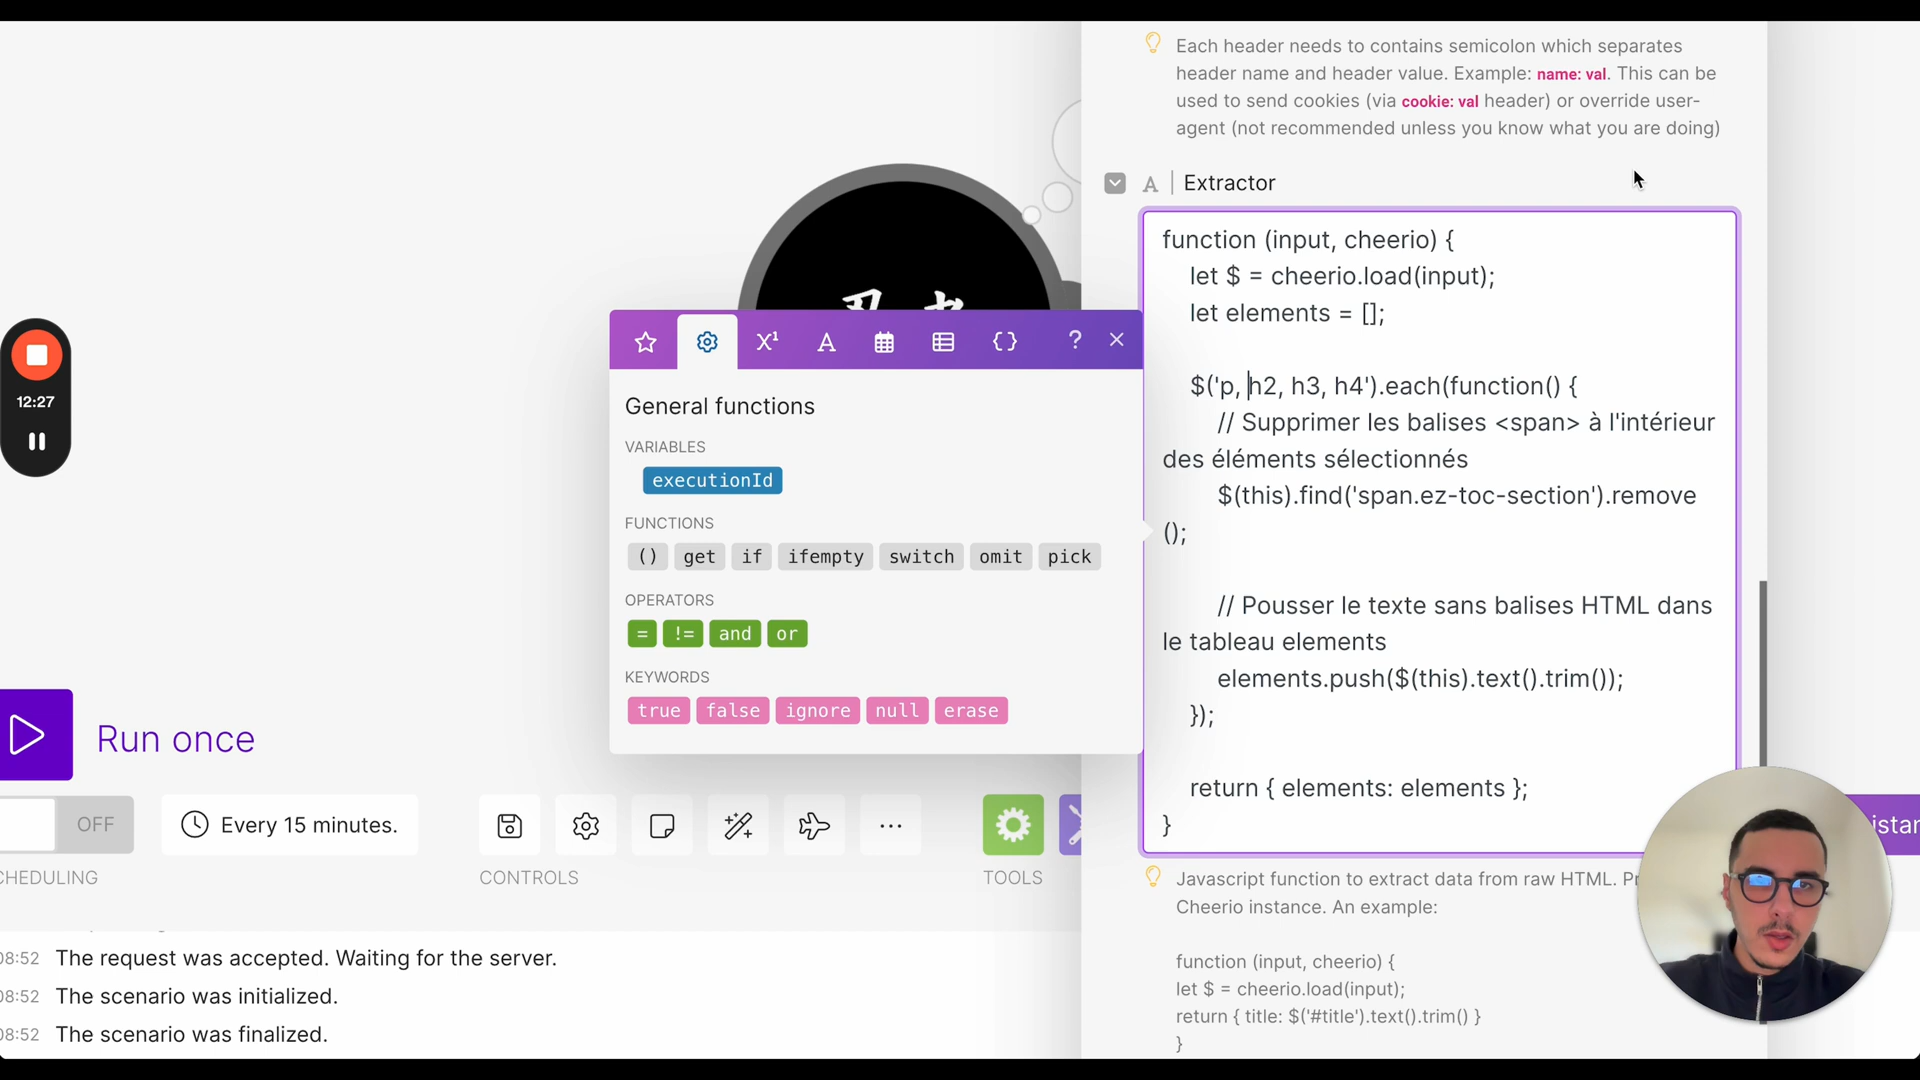 Each header needs to contains semicolon which separates
header name and header value. Example: name: val. This can be
used to send cookies (via cookie: val header) or override user-
agent (not recommended unless you know what you are doing)
A | Extractor
function (input, cheerio) {
let $ = cheerio.load(input);
let elements = [];
$('p, h2, h3, h4').each(function() {
// Supprimer les balises <span> à l'intérieur
des éléments sélectionnés
$(this).find('span.ez-toc-section').remove
();
// Pousser le texte sans balises HTML dans
le tableau elements
elements.push($(this).text().trim());
});
return { elements: elements };
}
Javascript function to extract data from raw HTML.
Cheerio instance. An example:
function (input, cheerio) {
let $ = cheerio.load(input);
return { title: $('#title').text().trim() }
}
12:27
X¹ A { } ?
General functions
VARIABLES
executionId
FUNCTIONS
() get if ifempty switch omit pick
OPERATORS
= != and or
KEYWORDS
true false ignore null erase
Run once
OFF
Every 15 minutes.
...
CHEDULING
CONTROLS
TOOLS
istan
08:52 The request was accepted. Waiting for the server.
08:52 The scenario was initialized.
08:52 The scenario was finalized.